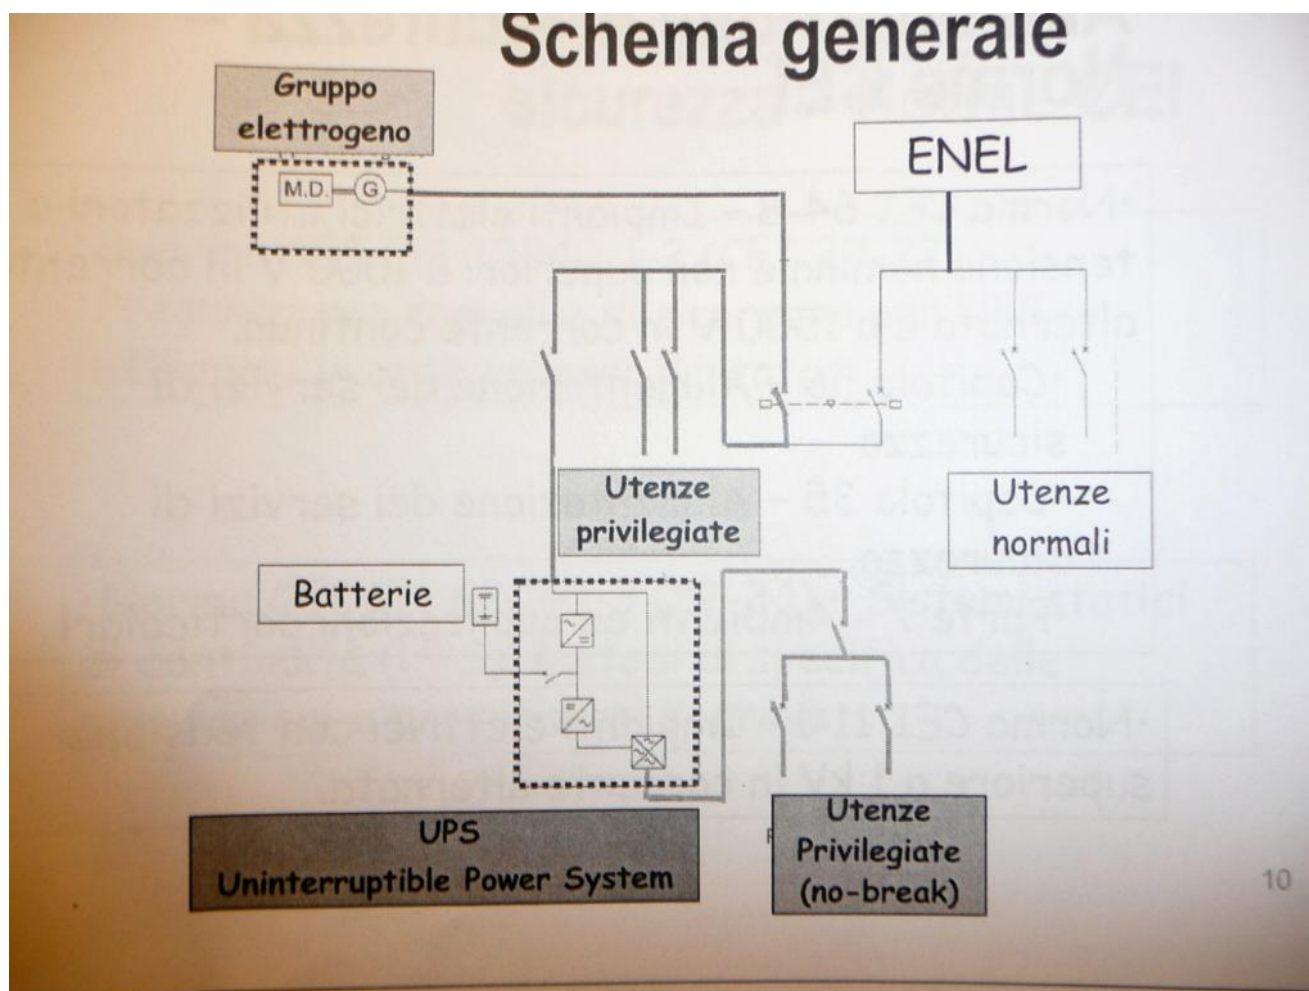 Schema generale
Gruppo
elettrogeno
ENEL
M.D.
G
Utenze
privilegiate
Utenze
normali
Batterie
UPS
Uninterruptible Power System
Utenze
Privilegiate
(no-break)
10